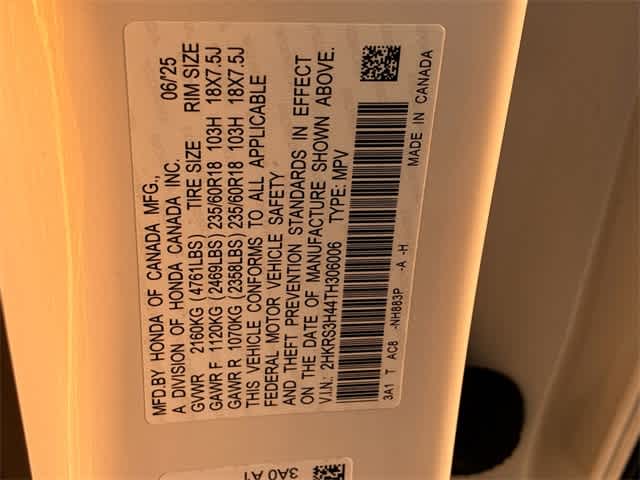 MFD.BY HONDA OF CANADA MFG., 06/25
A DIVISION OF HONDA CANADA INC.
GVWR 2160KG (4761LBS) TIRE SIZE RIM SIZE
GAWR F 1120KG (2469LBS) 235/60R18 103H 18X7.5J
GAWR R 1070KG (2358LBS) 235/60R18 103H 18X7.5J
THIS VEHICLE CONFORMS TO ALL APPLICABLE
FEDERAL MOTOR VEHICLE SAFETY
AND THEFT PREVENTION STANDARDS IN EFFECT
ON THE DATE OF MANUFACTURE SHOWN ABOVE.
V.I.N.: 2HKRS3H44TH306006 TYPE: MPV
3A1 T AC8 -NH883P -A -H MADE IN CANADA
3A0 A1